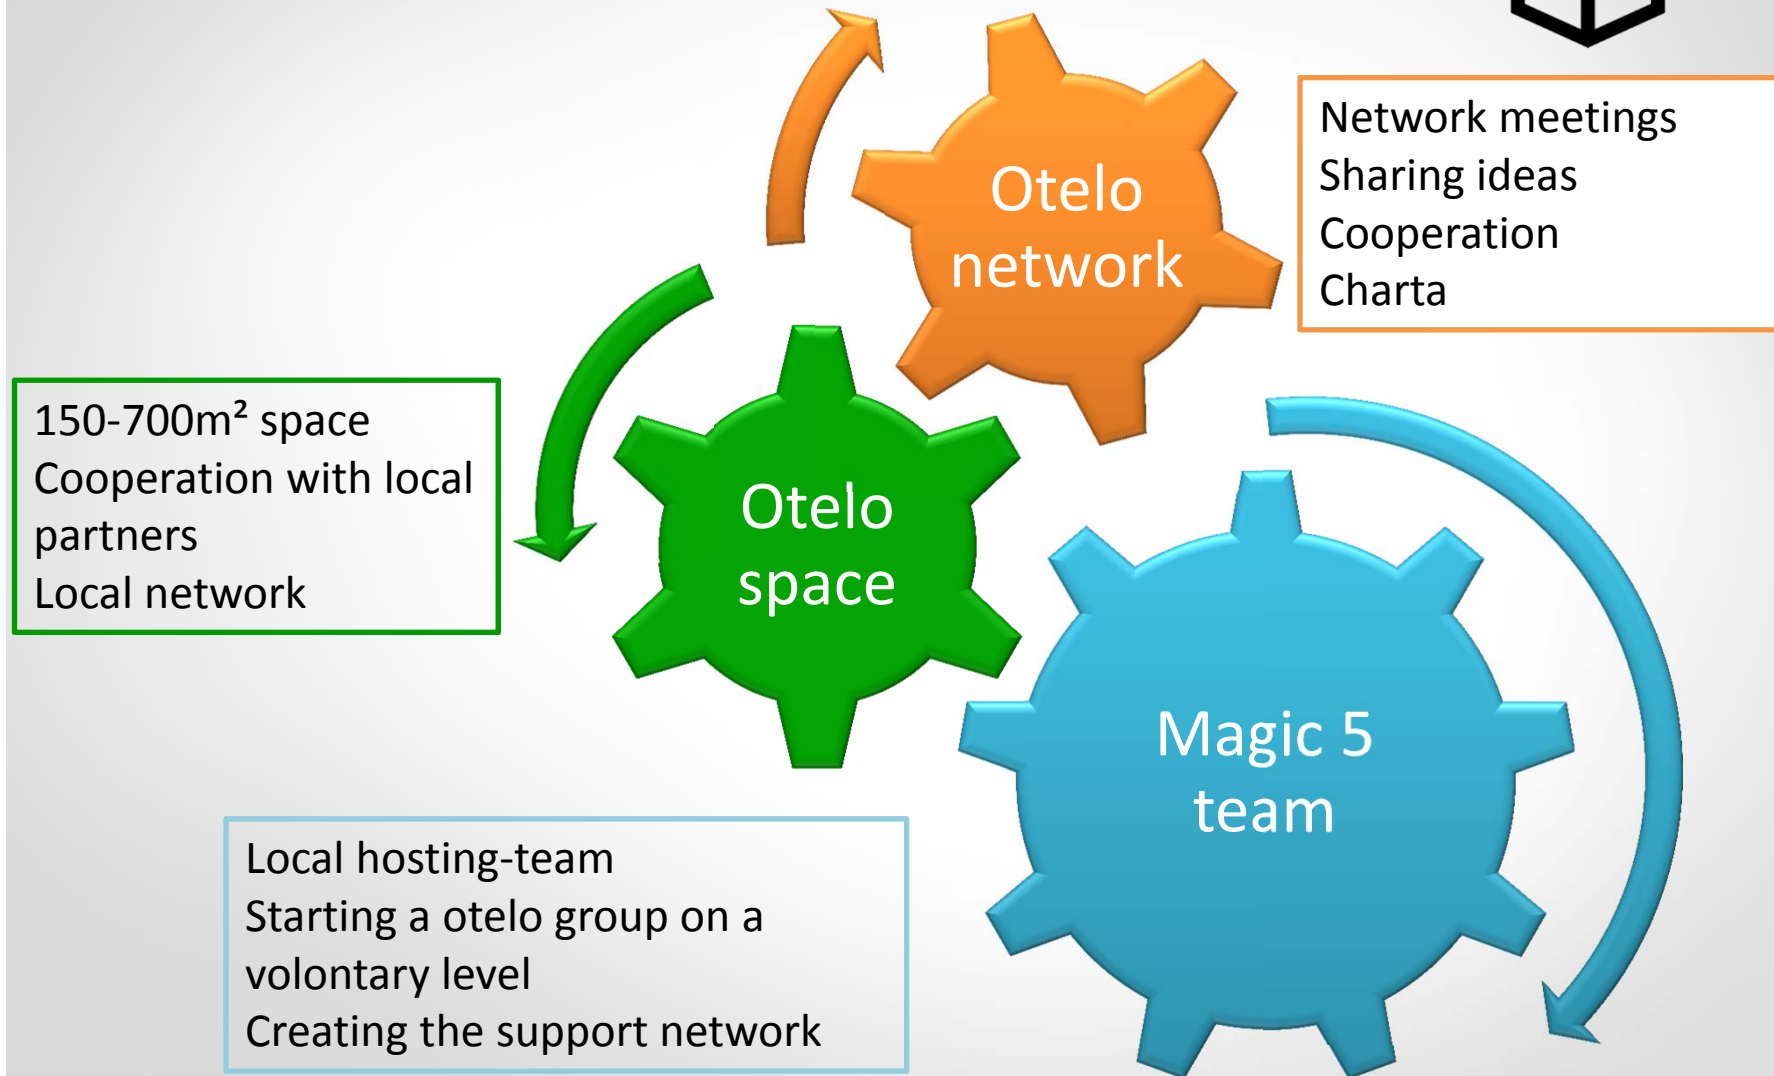 Otelo
network
Network meetings
Sharing ideas
Cooperation
Charta
150-700m² space
Cooperation with local
partners
Local network
Otelo
space
Magic 5
team
Local hosting-team
Starting a otelo group on a
volontary level
Creating the support network